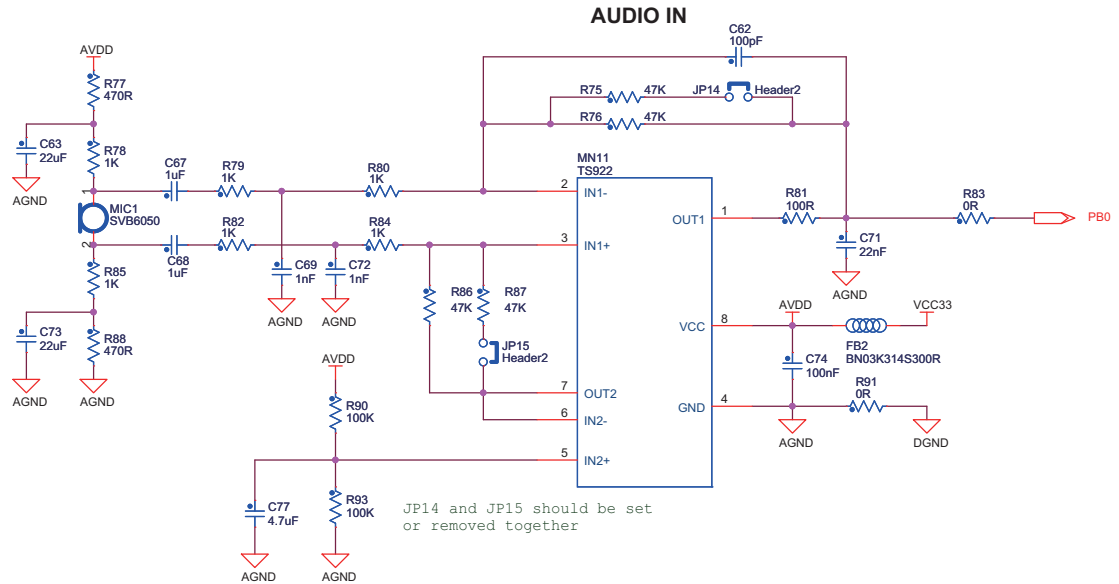 AUDIO IN
C62
100pF
AVDD
R77
470R
R75
47K
JP14
Header2
R76
47K
C63
22uF
R78
1K
AGND
C67
1uF
R79
1K
R80
1K
MN11
TS922
1
2
IN1-
MIC1
SVB6050
R82
1K
R84
1K
OUT1
1
R81
100R
R83
0R
PB0
2
3
IN1+
C68
1uF
C71
22nF
R85
1K
C69
1nF
C72
1nF
AGND
AGND
AGND
R86
47K
R87
47K
AVDD
VCC33
C73
22uF
R88
470R
VCC
8
FB2
BN03K314S300R
JP15
Header2
C74
100nF
AGND
AGND
AVDD
7
OUT2
R91
0R
R90
100K
6
IN2-
GND
4
AGND
DGND
5
IN2+
C77
4.7uF
R93
100K
JP14 and JP15 should be set
or removed together
AGND
AGND